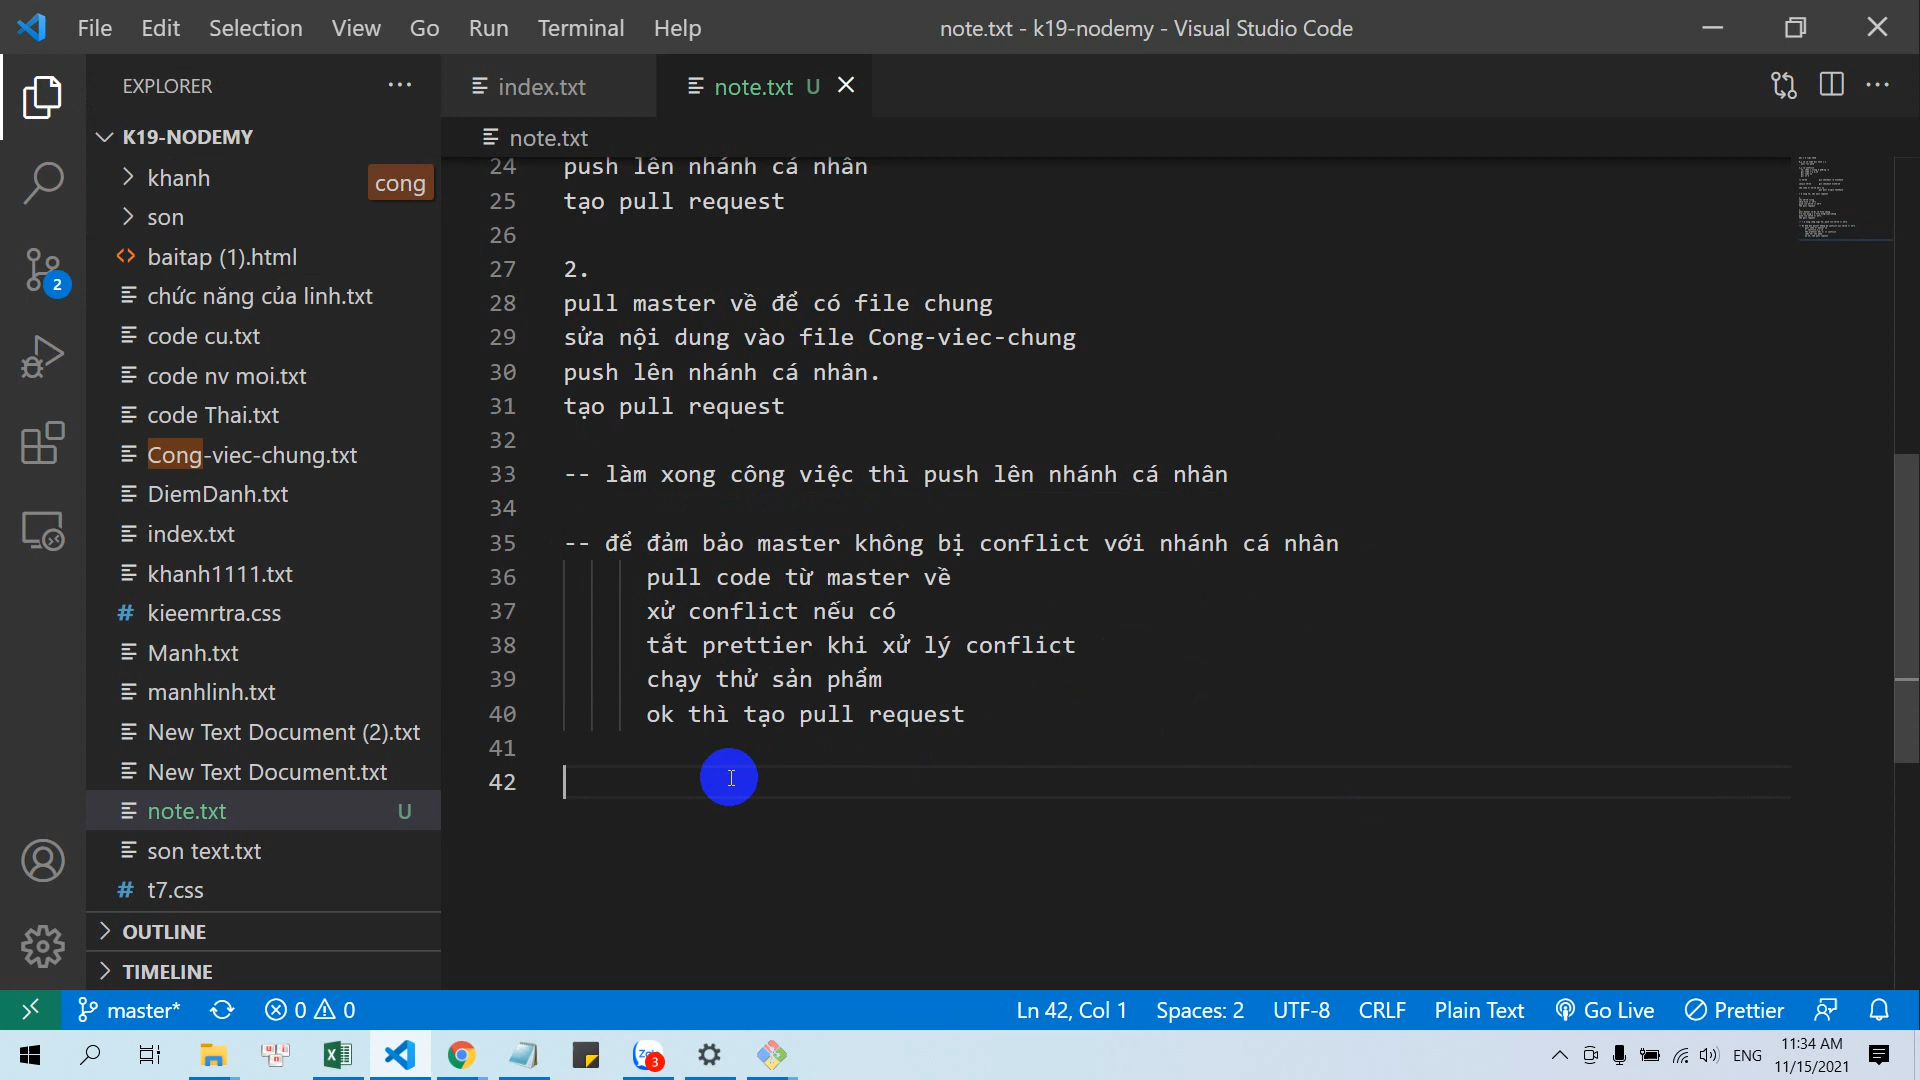 File Edit Selection View Go Run Terminal Help
note.txt - k19-nodemy - Visual Studio Code
EXPLORER
index.txt
note.txt U
note.txt
K19-NODEMY
khanh
cong
son
baitap (1).html
chức năng của linh.txt
code cu.txt
code nv moi.txt
code Thai.txt
Cong-viec-chung.txt
DiemDanh.txt
index.txt
khanh1111.txt
kieemrtra.css
Manh.txt
manhlinh.txt
New Text Document (2).txt
New Text Document.txt
note.txt U
son text.txt
t7.css
OUTLINE
TIMELINE
2
24 push lên nhánh cá nhân
25 tạo pull request
26
27 2.
28 pull master về để có file chung
29 sửa nội dung vào file Cong-viec-chung
30 push lên nhánh cá nhân.
31 tạo pull request
32
33 -- làm xong công việc thì push lên nhánh cá nhân
34
35 -- để đảm bảo master không bị conflict với nhánh cá nhân
36 pull code từ master về
37 xử conflict nếu có
38 tắt prettier khi xử lý conflict
39 chạy thử sản phẩm
40 ok thì tạo pull request
41
42
master* 0 0
Ln 42, Col 1 Spaces: 2 UTF-8 CRLF Plain Text Go Live Prettier
3
ENG
11:34 AM
11/15/2021